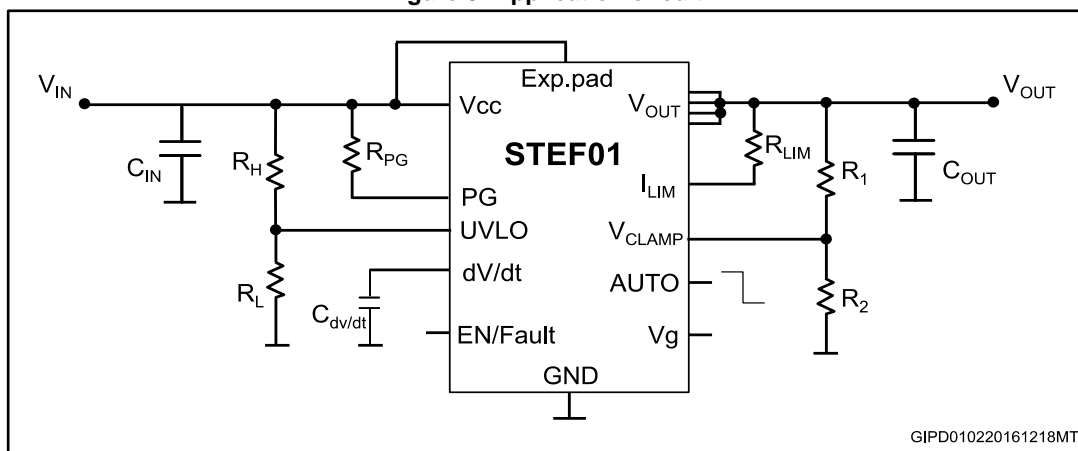 Exp.pad
V_IN
Vcc
V_OUT
V_OUT
STEF01
C_IN
R_H
R_PG
R_LIM
I_LIM
R_1
C_OUT
PG
UVLO
V_CLAMP
dV/dt
AUTO
R_L
C_dv/dt
R_2
EN/Fault
Vg
GND
GIPD010220161218MT